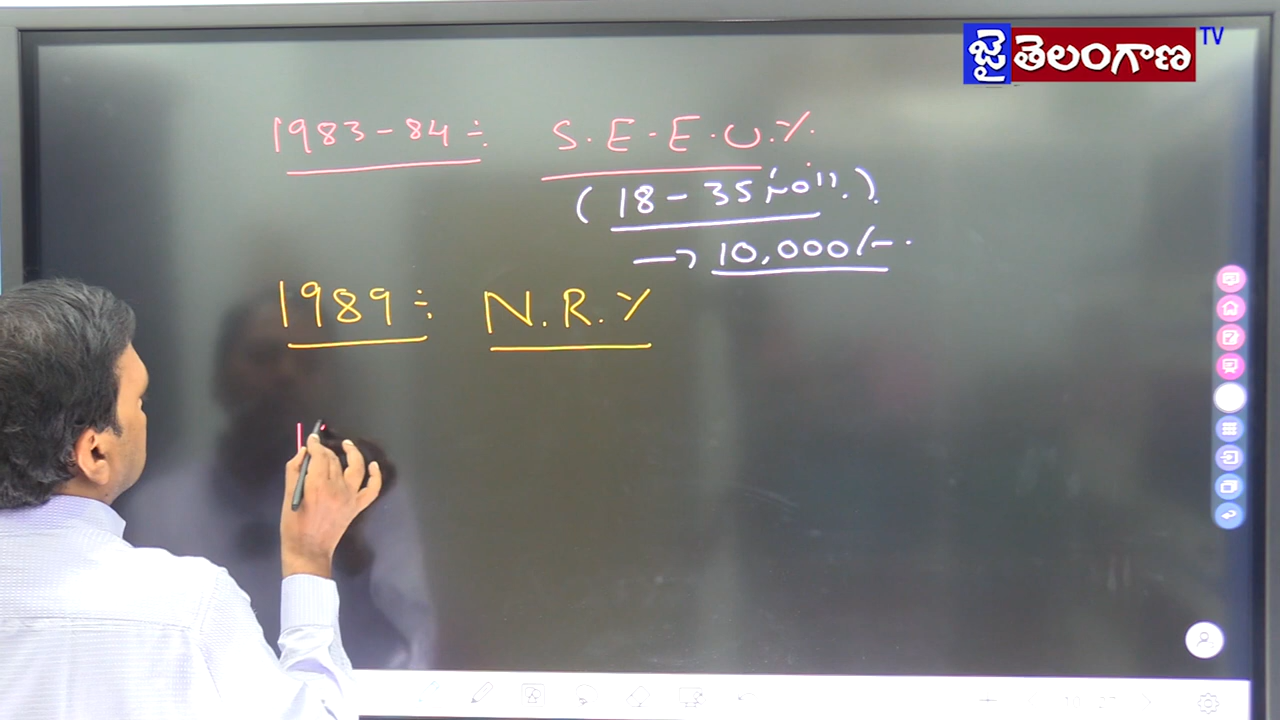 జై తెలంగాణ TV
1983-84 ÷ S.E.E.U.Y.
(18-35 సం॥.)
→ 10,000/-.
1989 ÷ N.R.Y